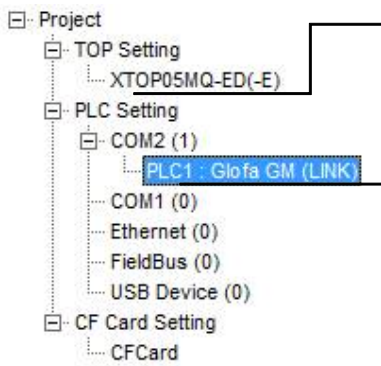 Project
TOP Setting
XTOP05MQ-ED(-E)
PLC Setting
COM2 (1)
PLC1 : Glofa GM (LINK)
COM1 (0)
Ethernet (0)
FieldBus (0)
USB Device (0)
CF Card Setting
CFCard